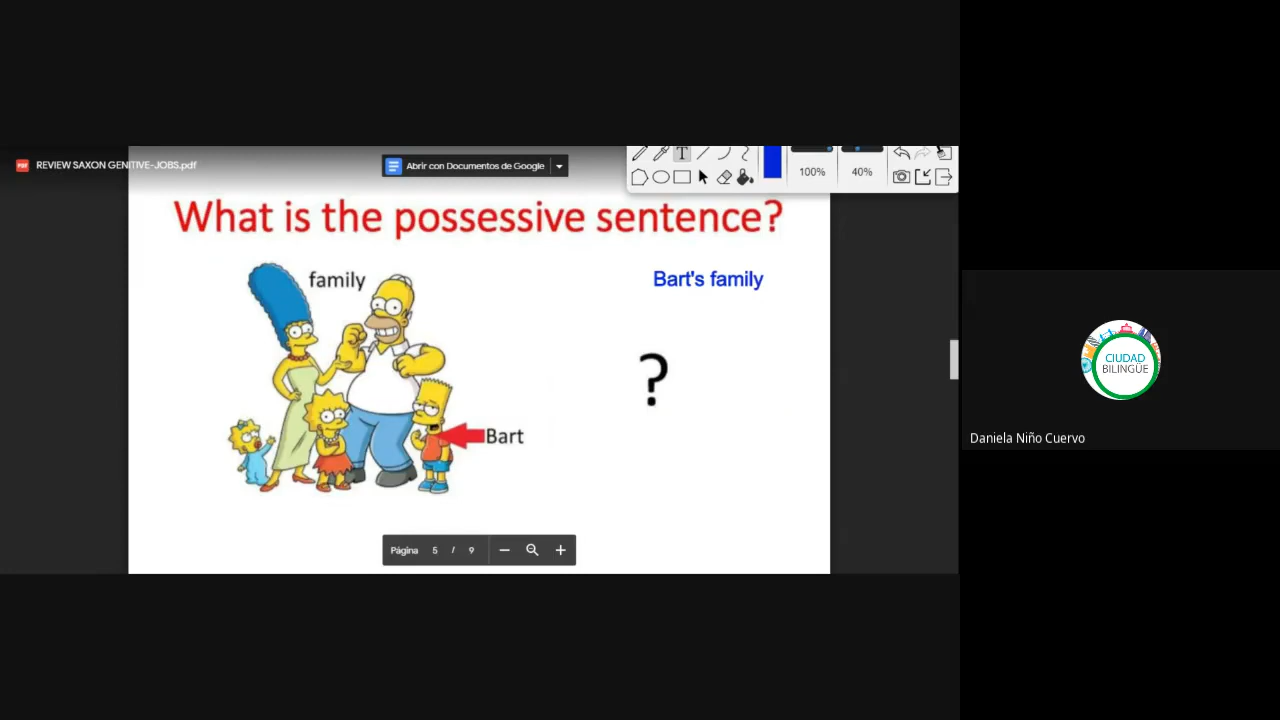 REVIEW SAXON GENITIVE-JOBS.pdf
Abrir con Documentos de Google
100%
40%
What is the possessive sentence?
family
Bart's family
?
Bart
CIUDAD
BILINGÜE
Daniela Niño Cuervo
Página 5 / 9